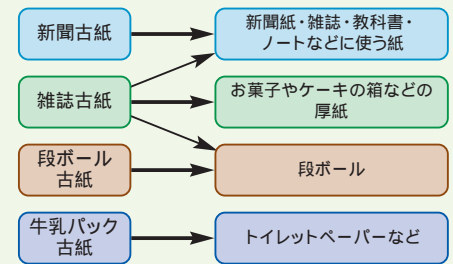 新聞古紙
新聞紙・雑誌・教科書・
ノートなどに使う紙
雑誌古紙
お菓子やケーキの箱などの
厚紙
段ボール
古紙
段ボール
牛乳パック
古紙
トイレットペーパーなど